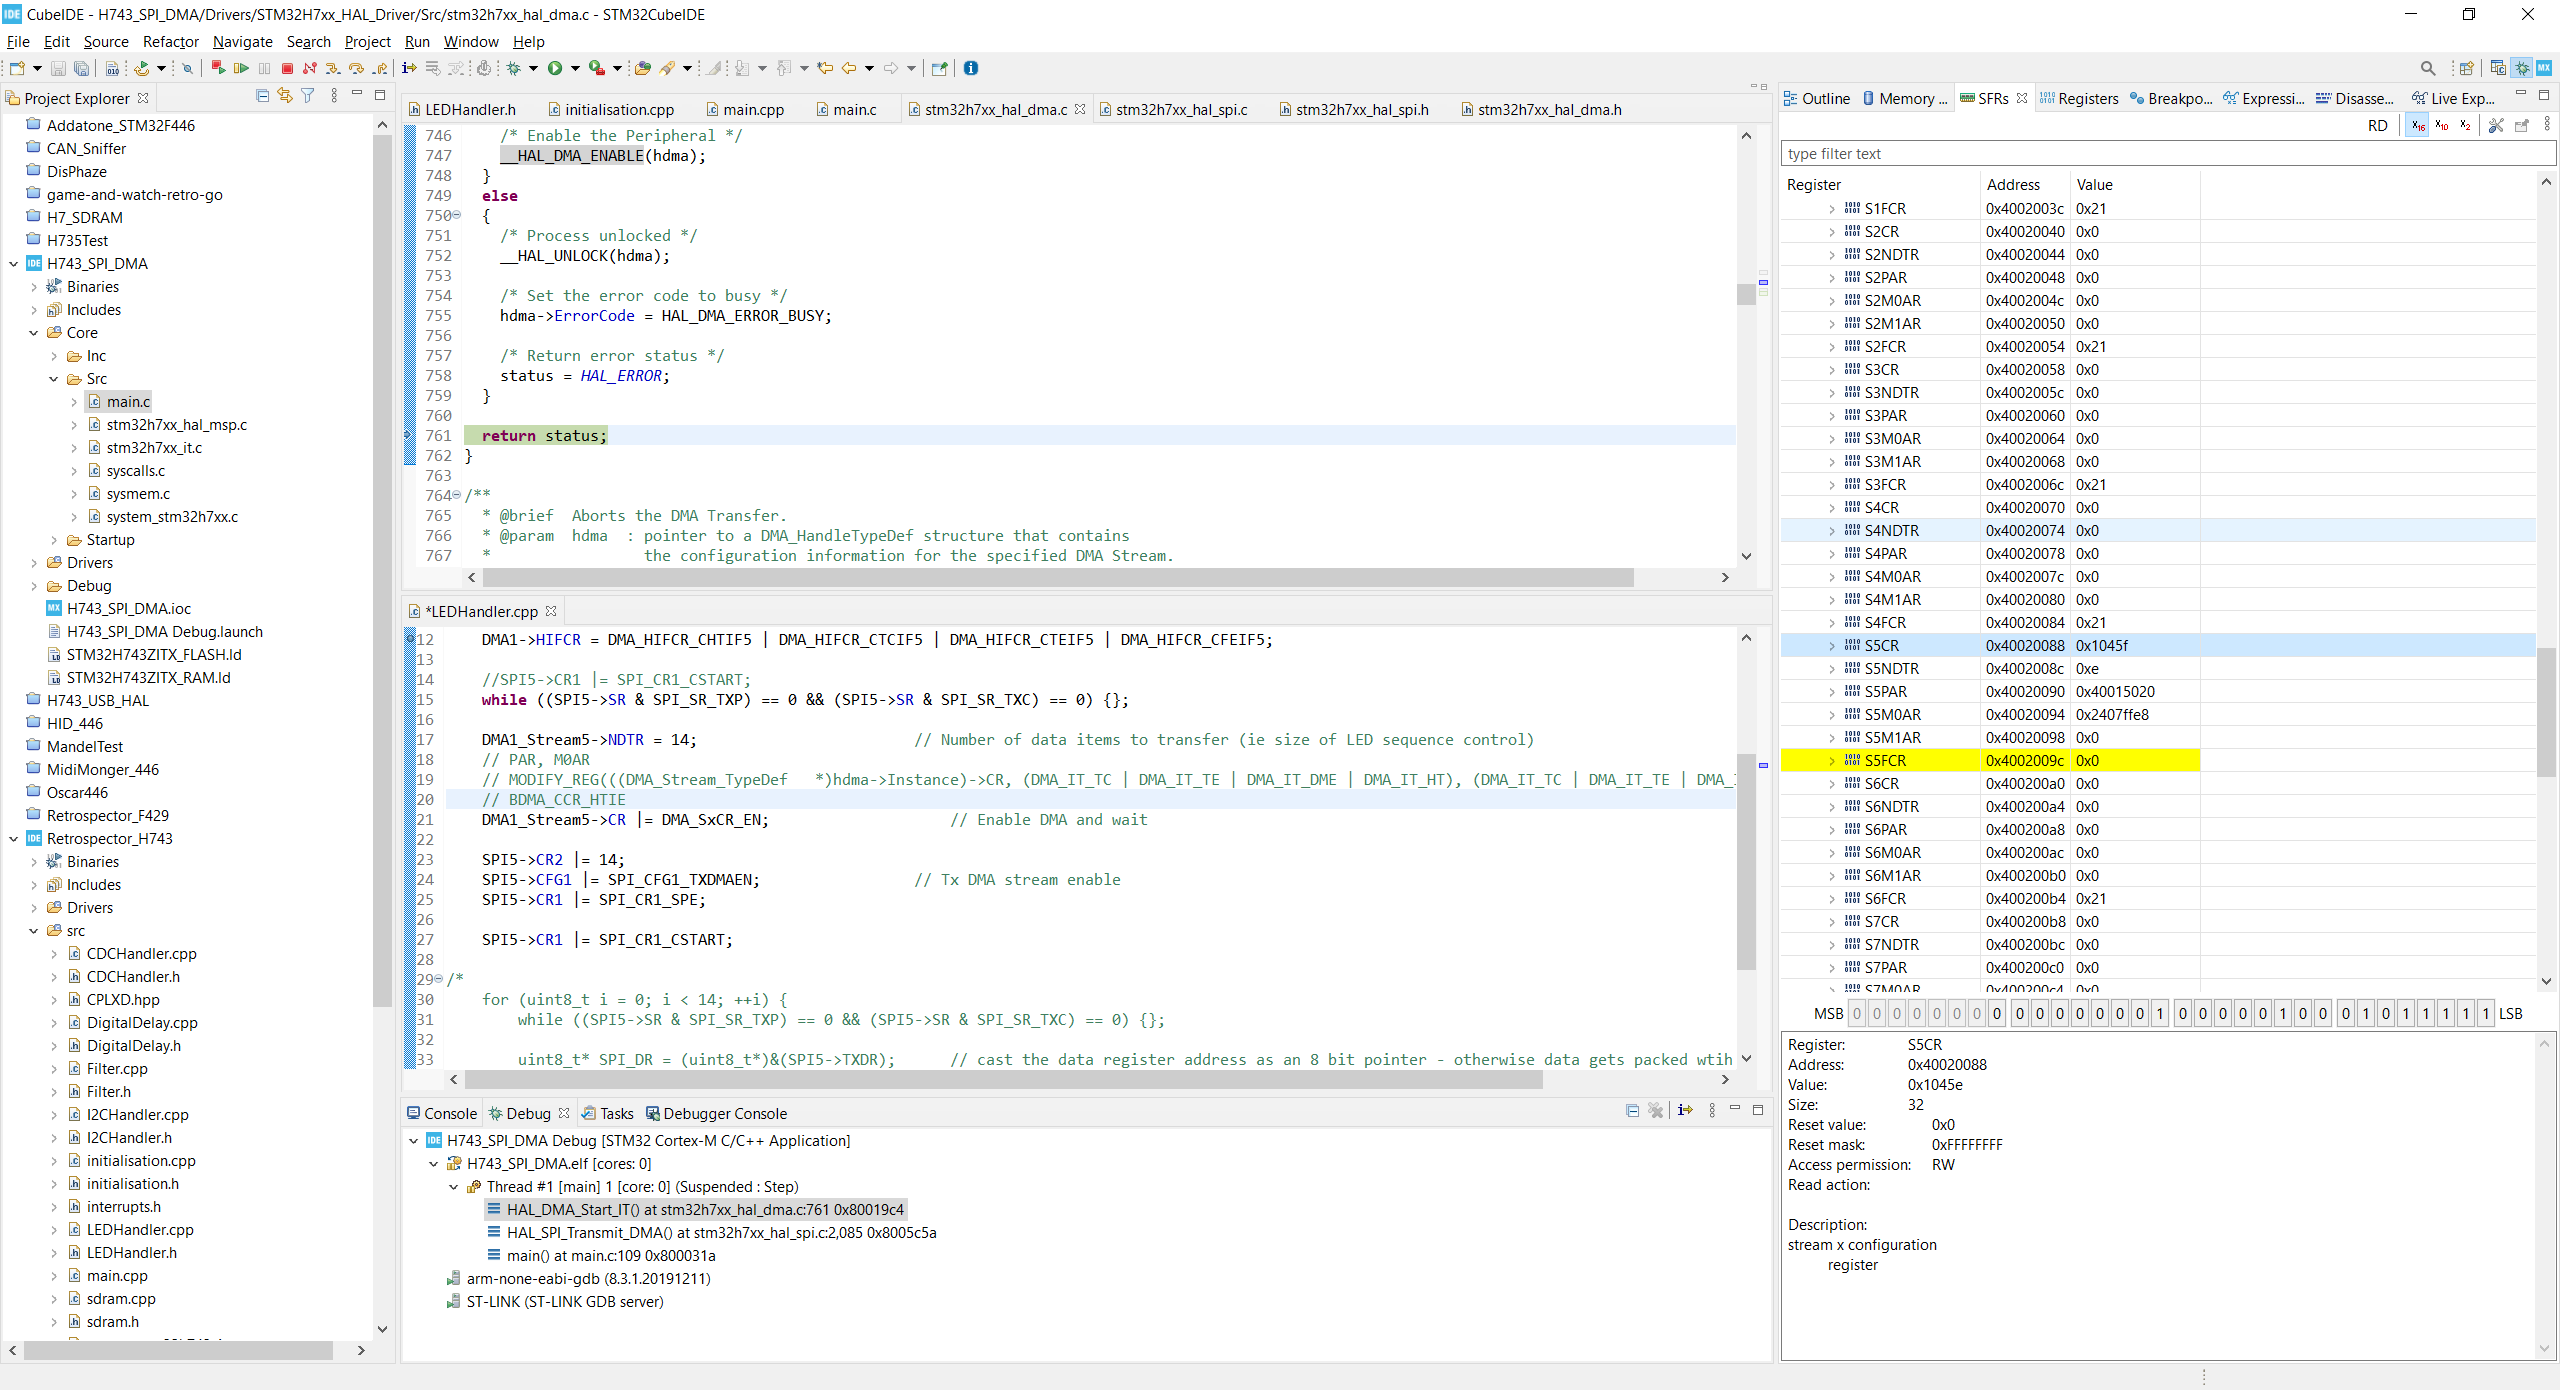 CubeIDE - H743_SPI_DMA/Drivers/STM32H7xx_HAL_Driver/Src/stm32h7xx_hal_dma.c - STM32CubeIDE
File Edit Source Refactor Navigate Search Project Run Window Help
Project Explorer
Addatone_STM32F446
CAN_Sniffer
DisPhaze
game-and-watch-retro-go
H7_SDRAM
H735Test
H743_SPI_DMA
Binaries
Includes
Core
Inc
Src
main.c
stm32h7xx_hal_msp.c
stm32h7xx_it.c
syscalls.c
sysmem.c
system_stm32h7xx.c
Startup
Drivers
Debug
H743_SPI_DMA.ioc
H743_SPI_DMA Debug.launch
STM32H743ZITX_FLASH.ld
STM32H743ZITX_RAM.ld
H743_USB_HAL
HID_446
MandelTest
MidiMonger_446
Oscar446
Retrospector_F429
Retrospector_H743
Binaries
Includes
Drivers
src
CDCHandler.cpp
CDCHandler.h
CPLXD.hpp
DigitalDelay.cpp
DigitalDelay.h
Filter.cpp
Filter.h
I2CHandler.cpp
I2CHandler.h
initialisation.cpp
initialisation.h
interrupts.h
LEDHandler.cpp
LEDHandler.h
main.cpp
sdram.cpp
sdram.h
LEDHandler.h initialisation.cpp main.cpp main.c stm32h7xx_hal_dma.c stm32h7xx_hal_spi.c stm32h7xx_hal_spi.h stm32h7xx_hal_dma.h
746 /* Enable the Peripheral */
747 __HAL_DMA_ENABLE(hdma);
748 }
749 else
750 {
751 /* Process unlocked */
752 __HAL_UNLOCK(hdma);
753
754 /* Set the error code to busy */
755 hdma->ErrorCode = HAL_DMA_ERROR_BUSY;
756
757 /* Return error status */
758 status = HAL_ERROR;
759 }
760
761 return status;
762 }
763
764 /**
765 * @brief Aborts the DMA Transfer.
766 * @param hdma : pointer to a DMA_HandleTypeDef structure that contains
767 * the configuration information for the specified DMA Stream.
*LEDHandler.cpp
12 DMA1->HIFCR = DMA_HIFCR_CHTIF5 | DMA_HIFCR_CTCIF5 | DMA_HIFCR_CTEIF5 | DMA_HIFCR_CFEIF5;
13
14 //SPI5->CR1 |= SPI_CR1_CSTART;
15 while ((SPI5->SR & SPI_SR_TXP) == 0 && (SPI5->SR & SPI_SR_TXC) == 0) {};
16
17 DMA1_Stream5->NDTR = 14; // Number of data items to transfer (ie size of LED sequence control)
18 // PAR, M0AR
19 // MODIFY_REG(((DMA_Stream_TypeDef *)hdma->Instance)->CR, (DMA_IT_TC | DMA_IT_TE | DMA_IT_DME | DMA_IT_HT), (DMA_IT_TC | DMA_IT_TE | DMA_
20 // BDMA_CCR_HTIE
21 DMA1_Stream5->CR |= DMA_SxCR_EN; // Enable DMA and wait
22
23 SPI5->CR2 |= 14;
24 SPI5->CFG1 |= SPI_CFG1_TXDMAEN; // Tx DMA stream enable
25 SPI5->CR1 |= SPI_CR1_SPE;
26
27 SPI5->CR1 |= SPI_CR1_CSTART;
28
29 /*
30 for (uint8_t i = 0; i < 14; ++i) {
31 while ((SPI5->SR & SPI_SR_TXP) == 0 && (SPI5->SR & SPI_SR_TXC) == 0) {};
32
33 uint8_t* SPI_DR = (uint8_t*)&(SPI5->TXDR); // cast the data register address as an 8 bit pointer - otherwise data gets packed wtih
Console Debug Tasks Debugger Console
H743_SPI_DMA Debug [STM32 Cortex-M C/C++ Application]
H743_SPI_DMA.elf [cores: 0]
Thread #1 [main] 1 [core: 0] (Suspended : Step)
HAL_DMA_Start_IT() at stm32h7xx_hal_dma.c:761 0x80019c4
HAL_SPI_Transmit_DMA() at stm32h7xx_hal_spi.c:2,085 0x8005c5a
main() at main.c:109 0x800031a
arm-none-eabi-gdb (8.3.1.20191211)
ST-LINK (ST-LINK GDB server)
Outline Memory ... SFRs Registers Breakpo... Expressi... Disasse... Live Exp...
RD X16 X10 X2
type filter text
Register Address Value
S1FCR 0x4002003c 0x21
S2CR 0x40020040 0x0
S2NDTR 0x40020044 0x0
S2PAR 0x40020048 0x0
S2M0AR 0x4002004c 0x0
S2M1AR 0x40020050 0x0
S2FCR 0x40020054 0x21
S3CR 0x40020058 0x0
S3NDTR 0x4002005c 0x0
S3PAR 0x40020060 0x0
S3M0AR 0x40020064 0x0
S3M1AR 0x40020068 0x0
S3FCR 0x4002006c 0x21
S4CR 0x40020070 0x0
S4NDTR 0x40020074 0x0
S4PAR 0x40020078 0x0
S4M0AR 0x4002007c 0x0
S4M1AR 0x40020080 0x0
S4FCR 0x40020084 0x21
S5CR 0x40020088 0x1045f
S5NDTR 0x4002008c 0xe
S5PAR 0x40020090 0x40015020
S5M0AR 0x40020094 0x2407ffe8
S5M1AR 0x40020098 0x0
S5FCR 0x4002009c 0x0
S6CR 0x400200a0 0x0
S6NDTR 0x400200a4 0x0
S6PAR 0x400200a8 0x0
S6M0AR 0x400200ac 0x0
S6M1AR 0x400200b0 0x0
S6FCR 0x400200b4 0x21
S7CR 0x400200b8 0x0
S7NDTR 0x400200bc 0x0
S7PAR 0x400200c0 0x0
S7M0AR 0x400200c4 0x0
MSB 0 0 0 0 0 0 0 0 0 0 0 0 0 0 0 1 0 0 0 0 0 1 0 0 0 1 0 1 1 1 1 1 LSB
Register: S5CR
Address: 0x40020088
Value: 0x1045e
Size: 32
Reset value: 0x0
Reset mask: 0xFFFFFFFF
Access permission: RW
Read action:
Description:
stream x configuration
register